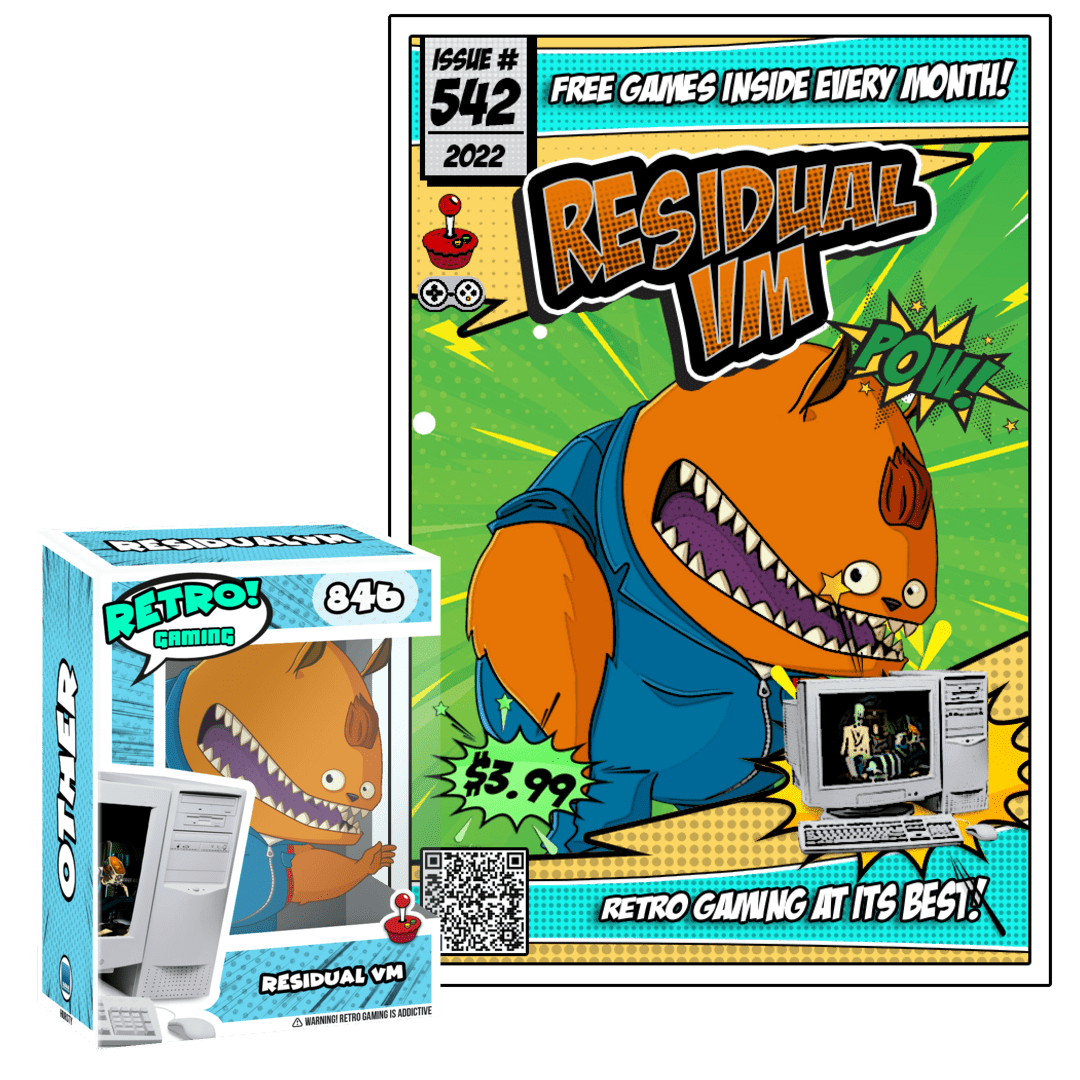 ISSUE #
542
2022
FREE GAMES INSIDE EVERY MONTH!
RESIDUAL
VM
POW!
$3.99
RETRO GAMING AT ITS BEST!
RESIDUALVM
RETRO!
GAMING
846
OTHER
RESIDUAL VM
WARNING! RETRO GAMING IS ADDICTIVE